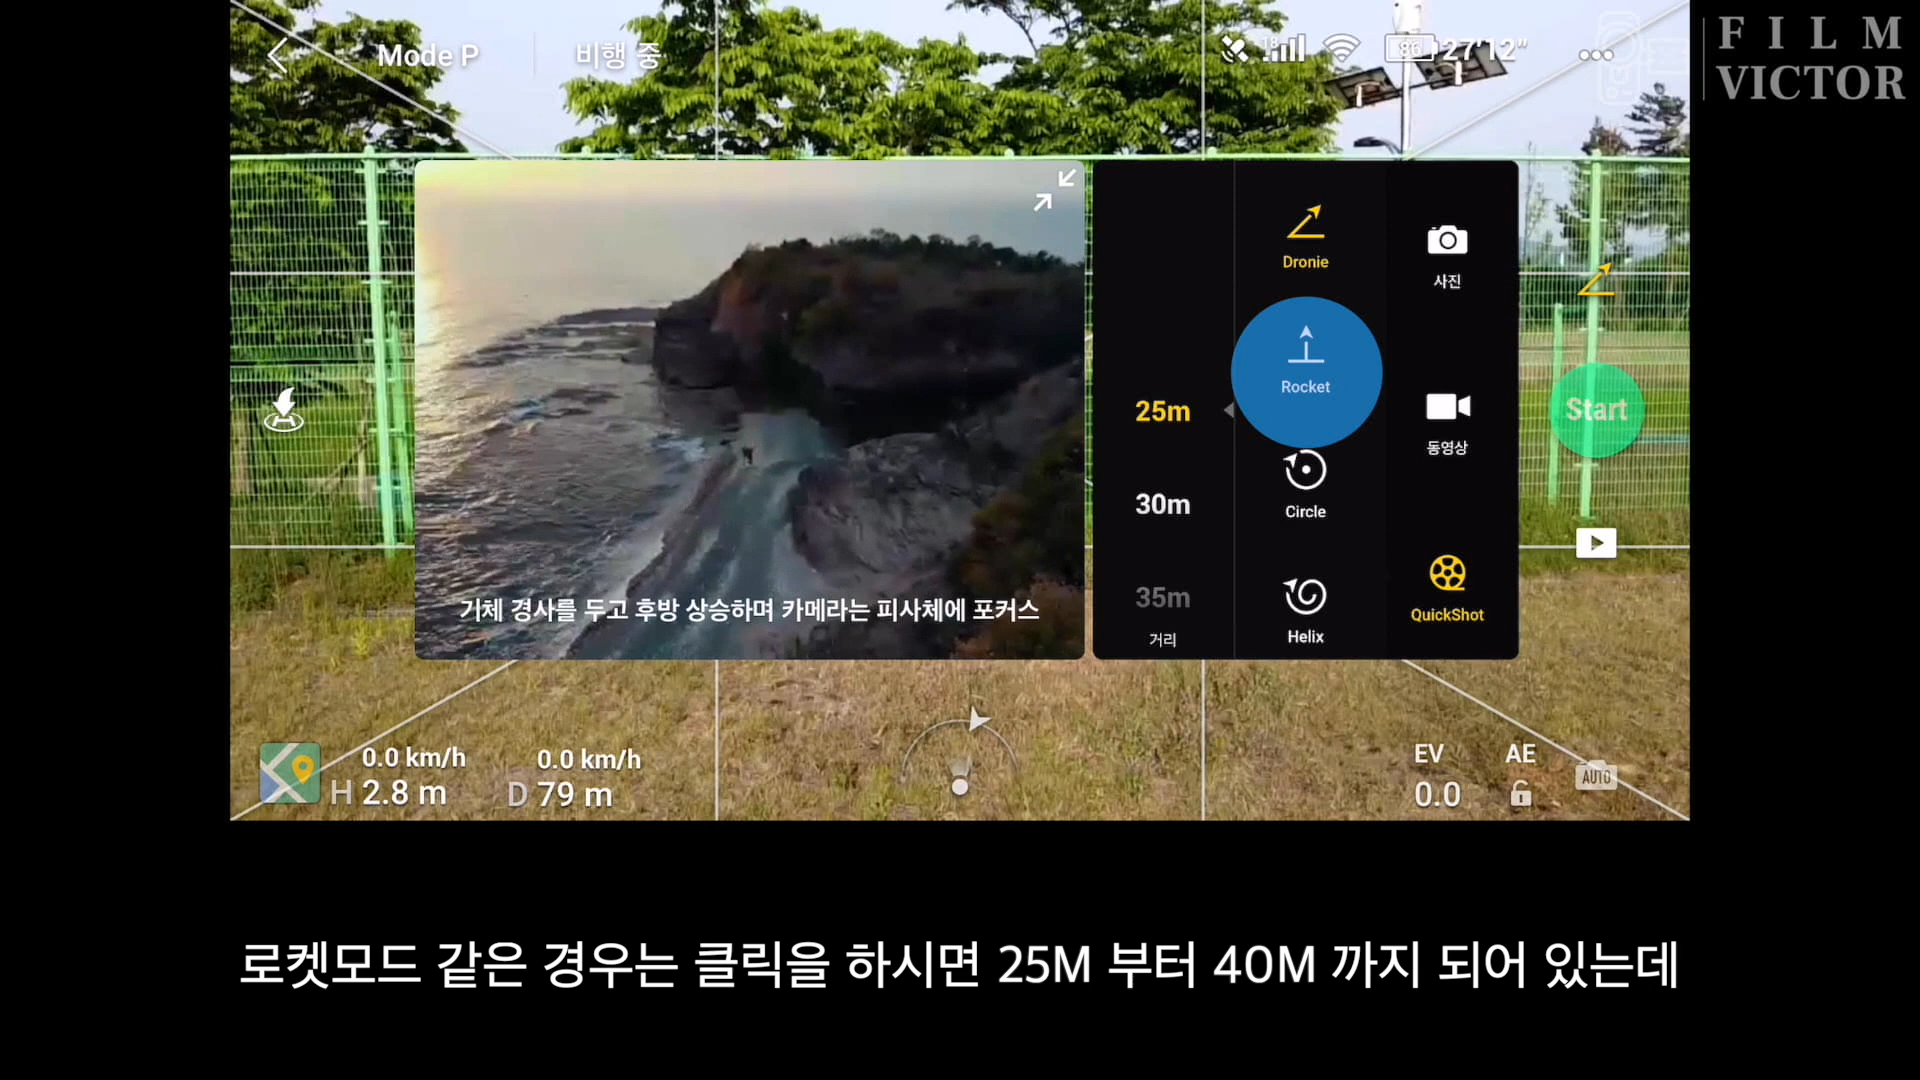 FILM
VICTOR
Mode P
비행 중
18
86
27'12"
Dronie
사진
Rocket
25m
Start
동영상
30m
Circle
35m
거리
Helix
QuickShot
기체 경사를 두고 후방 상승하며 카메라는 피사체에 포커스
0.0 km/h
0.0 km/h
H 2.8 m
D 79 m
EV
AE
0.0
AUTO
로켓모드 같은 경우는 클릭을 하시면 25M 부터 40M 까지 되어 있는데